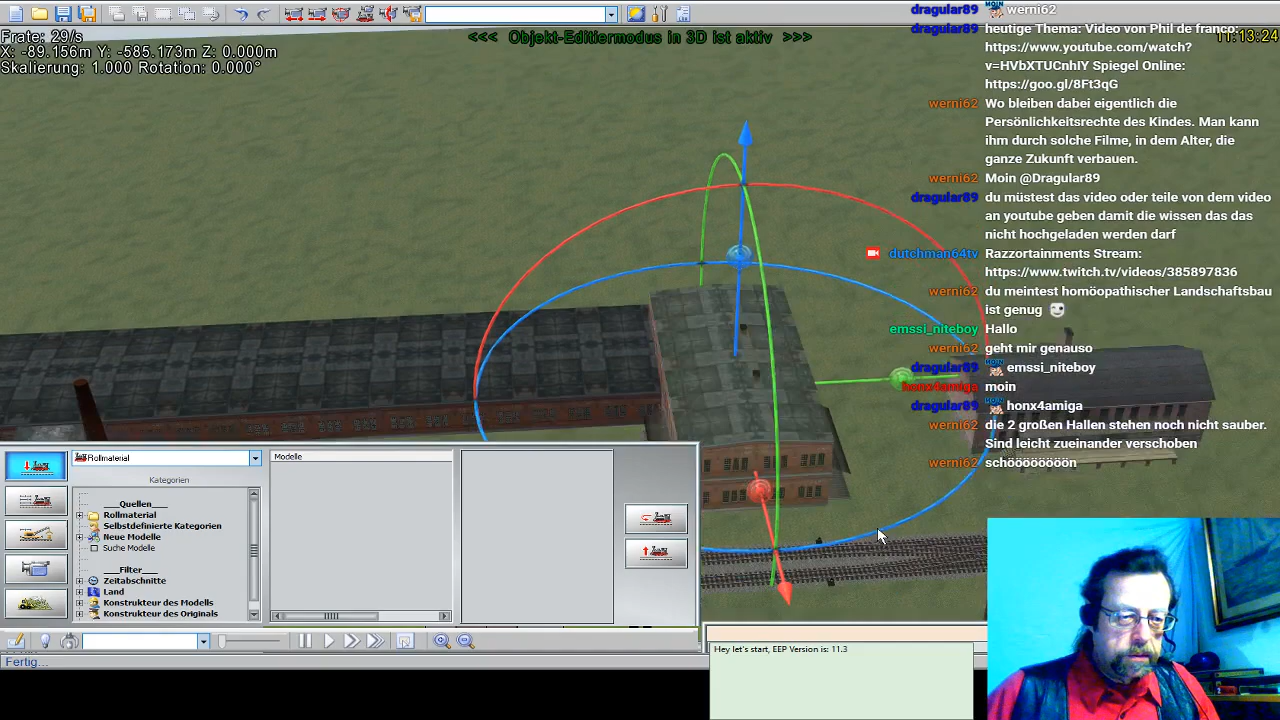 Frate: 29/s
X: -89.156m Y: -585.173m Z: 0.000m
Skalierung: 1.000 Rotation: 0.000°
<<< Objekt-Editiermodus in 3D ist aktiv >>>
11:13:24
dragular89 MOIN werni62
dragular89 heutige Thema: Video von Phil de franco:
https://www.youtube.com/watch?
v=HVbXTUCnhlY Spiegel Online:
https://goo.gl/8Ft3qG
werni62 Wo bleiben dabei eigentlich die
Persönlichkeitsrechte des Kindes. Man kann
ihm durch solche Filme, in dem Alter, die
ganze Zukunft verbauen.
werni62 Moin @Dragular89
dragular89 du müstest das video oder teile von dem video
an youtube geben damit die wissen das das
nicht hochgeladen werden darf
dutchman64tv Razzortainments Stream:
https://www.twitch.tv/videos/385897836
werni62 du meintest homöopathischer Landschaftsbau
ist genug
emssi_niteboy Hallo
werni62 geht mir genauso
dragular89 MOIN emssi_niteboy
honx4amiga moin
dragular89 MOIN honx4amiga
werni62 die 2 großen Hallen stehen noch nicht sauber.
Sind leicht zueinander verschoben
werni62 schöööööööön
Rollmaterial
Kategorien
Modelle
___Quellen___
Rollmaterial
Selbstdefinierte Kategorien
Neue Modelle
Suche Modelle
___Filter___
Zeitabschnitte
Land
Konstrukteur des Modells
Konstrukteur des Originals
Hey let's start, EEP Version is: 11.3
Fertig...